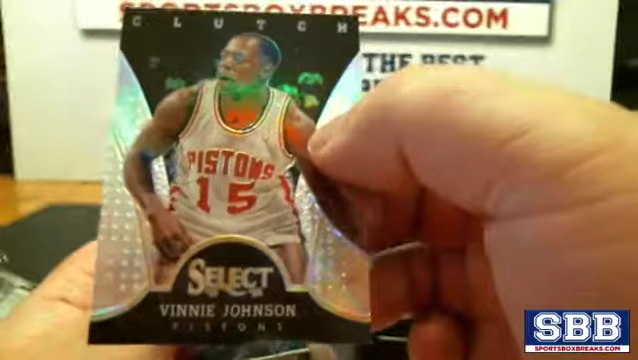 SPORTSBOXBREAKS.COM
THE BEST
CLUTCH
PISTONS
15
SELECT
VINNIE JOHNSON
PISTONS
SBB
SPORTSBOXBREAKS.COM